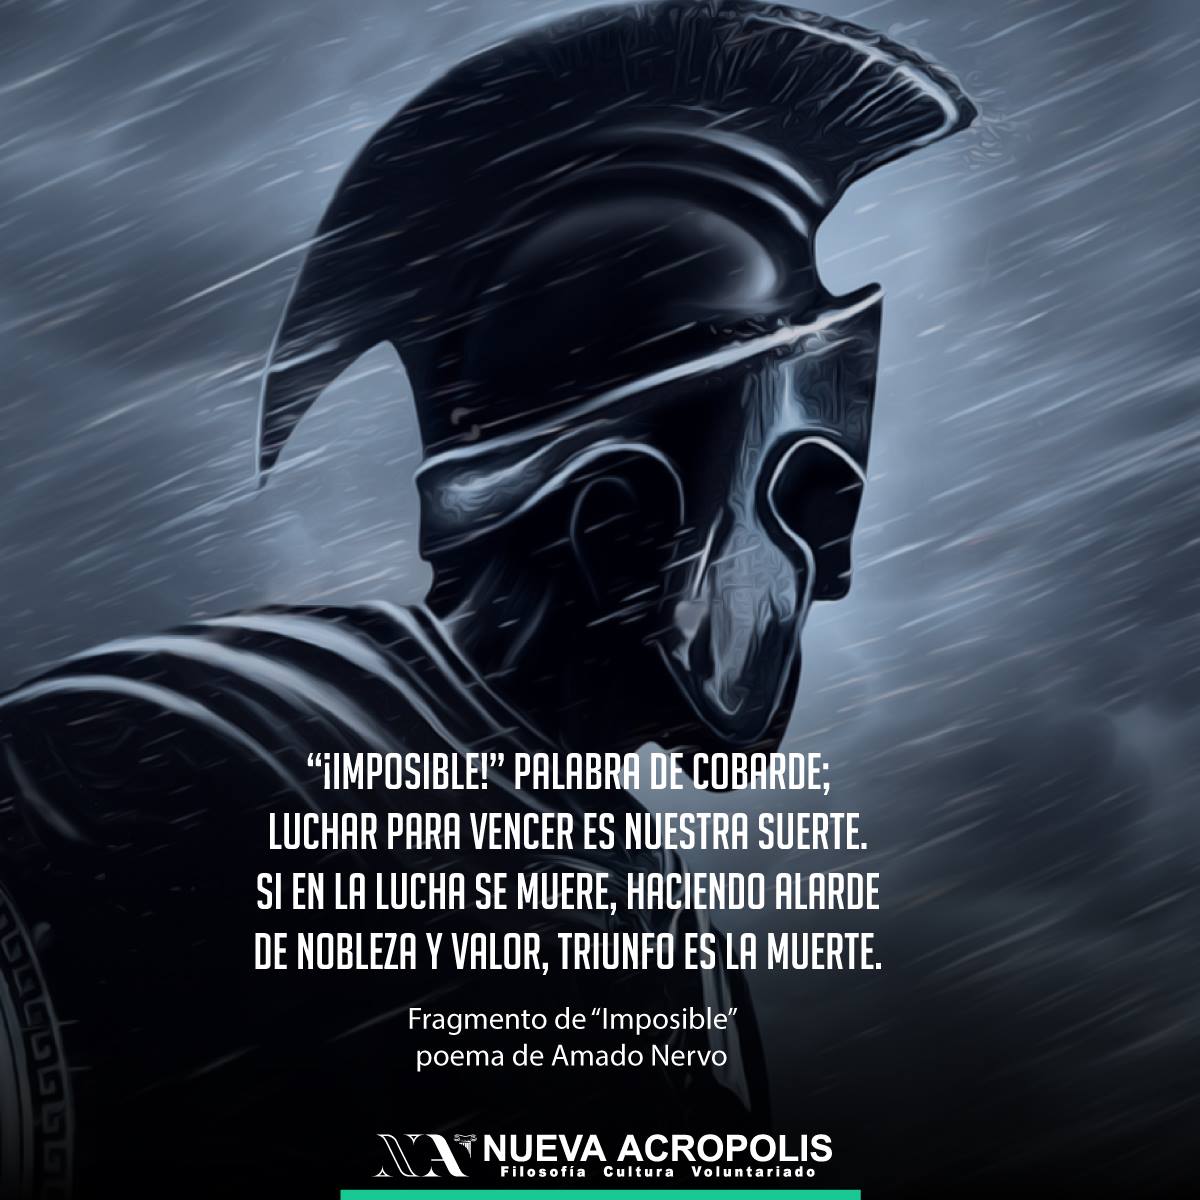 “¡IMPOSIBLE!” PALABRA DE COBARDE;
LUCHAR PARA VENCER ES NUESTRA SUERTE.
SI EN LA LUCHA SE MUERE, HACIENDO ALARDE
DE NOBLEZA Y VALOR, TRIUNFO ES LA MUERTE.
Fragmento de “Imposible”
poema de Amado Nervo
NA NUEVA ACROPOLIS
Filosofía Cultura Voluntariado